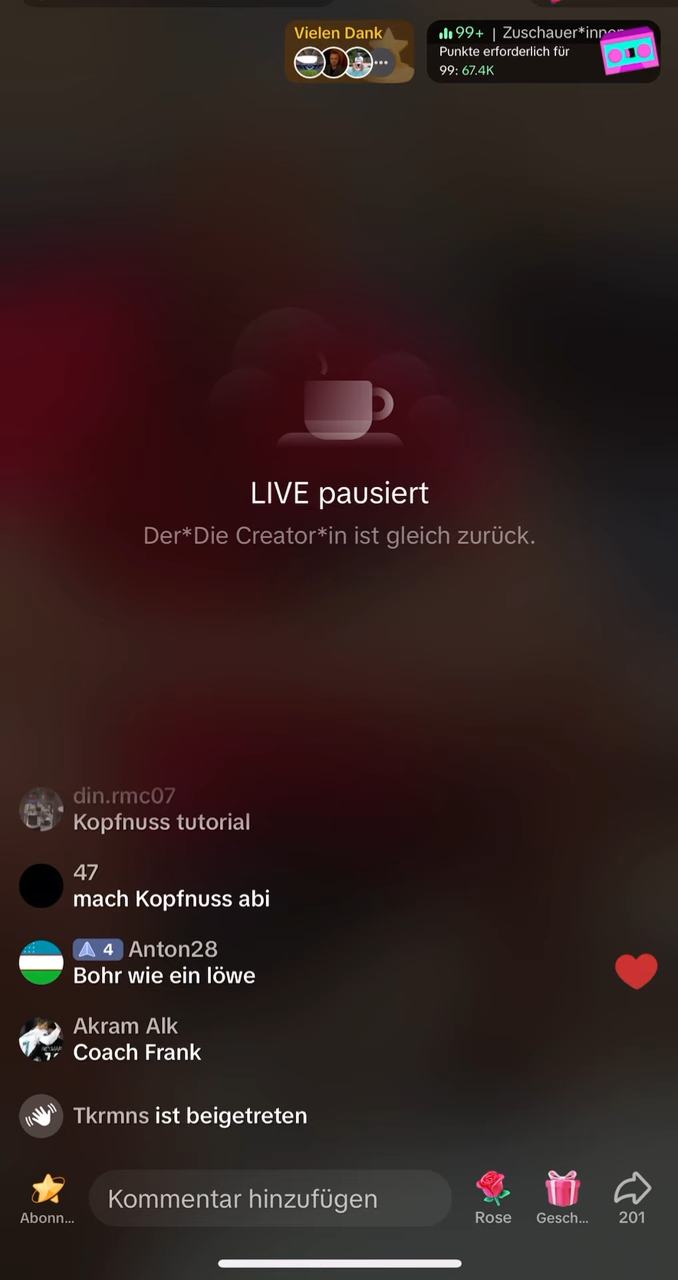 Vielen Dank
99+ | Zuschauer*innen
Punkte erforderlich für
99: 67.4K
LIVE pausiert
Der*Die Creator*in ist gleich zurück.
din.rmc07
Kopfnuss tutorial
47
mach Kopfnuss abi
4 Anton28
Bohr wie ein löwe
Akram Alk
Coach Frank
Tkrmns ist beigetreten
Abonn...
Kommentar hinzufügen
Rose
Gesch...
201